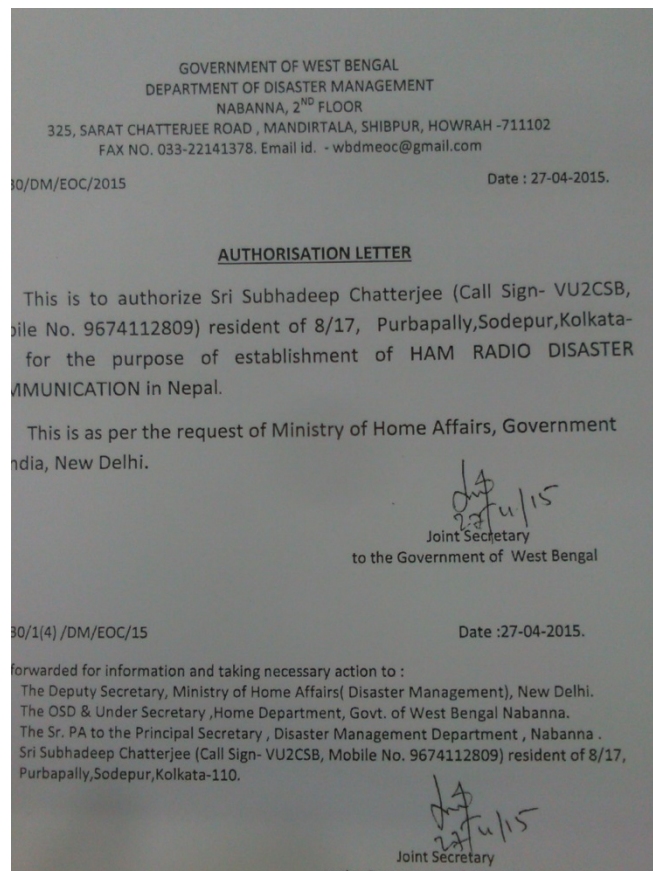 GOVERNMENT OF WEST BENGAL
DEPARTMENT OF DISASTER MANAGEMENT
NABANNA, 2ND FLOOR
325, SARAT CHATTERJEE ROAD , MANDIRTALA, SHIBPUR, HOWRAH -711102
FAX NO. 033-22141378. Email id. - wbdmeoc@gmail.com
30/DM/EOC/2015 Date : 27-04-2015.
AUTHORISATION LETTER
This is to authorize Sri Subhadeep Chatterjee (Call Sign- VU2CSB,
bile No. 9674112809) resident of 8/17, Purbapally,Sodepur,Kolkata-
for the purpose of establishment of HAM RADIO DISASTER
MMUNICATION in Nepal.
This is as per the request of Ministry of Home Affairs, Government
ndia, New Delhi.
27/4/15
Joint Secretary
to the Government of West Bengal
30/1(4) /DM/EOC/15 Date :27-04-2015.
forwarded for information and taking necessary action to :
The Deputy Secretary, Ministry of Home Affairs( Disaster Management), New Delhi.
The OSD & Under Secretary ,Home Department, Govt. of West Bengal Nabanna.
The Sr. PA to the Principal Secretary , Disaster Management Department , Nabanna .
Sri Subhadeep Chatterjee (Call Sign- VU2CSB, Mobile No. 9674112809) resident of 8/17,
Purbapally,Sodepur,Kolkata-110.
27/4/15
Joint Secretary